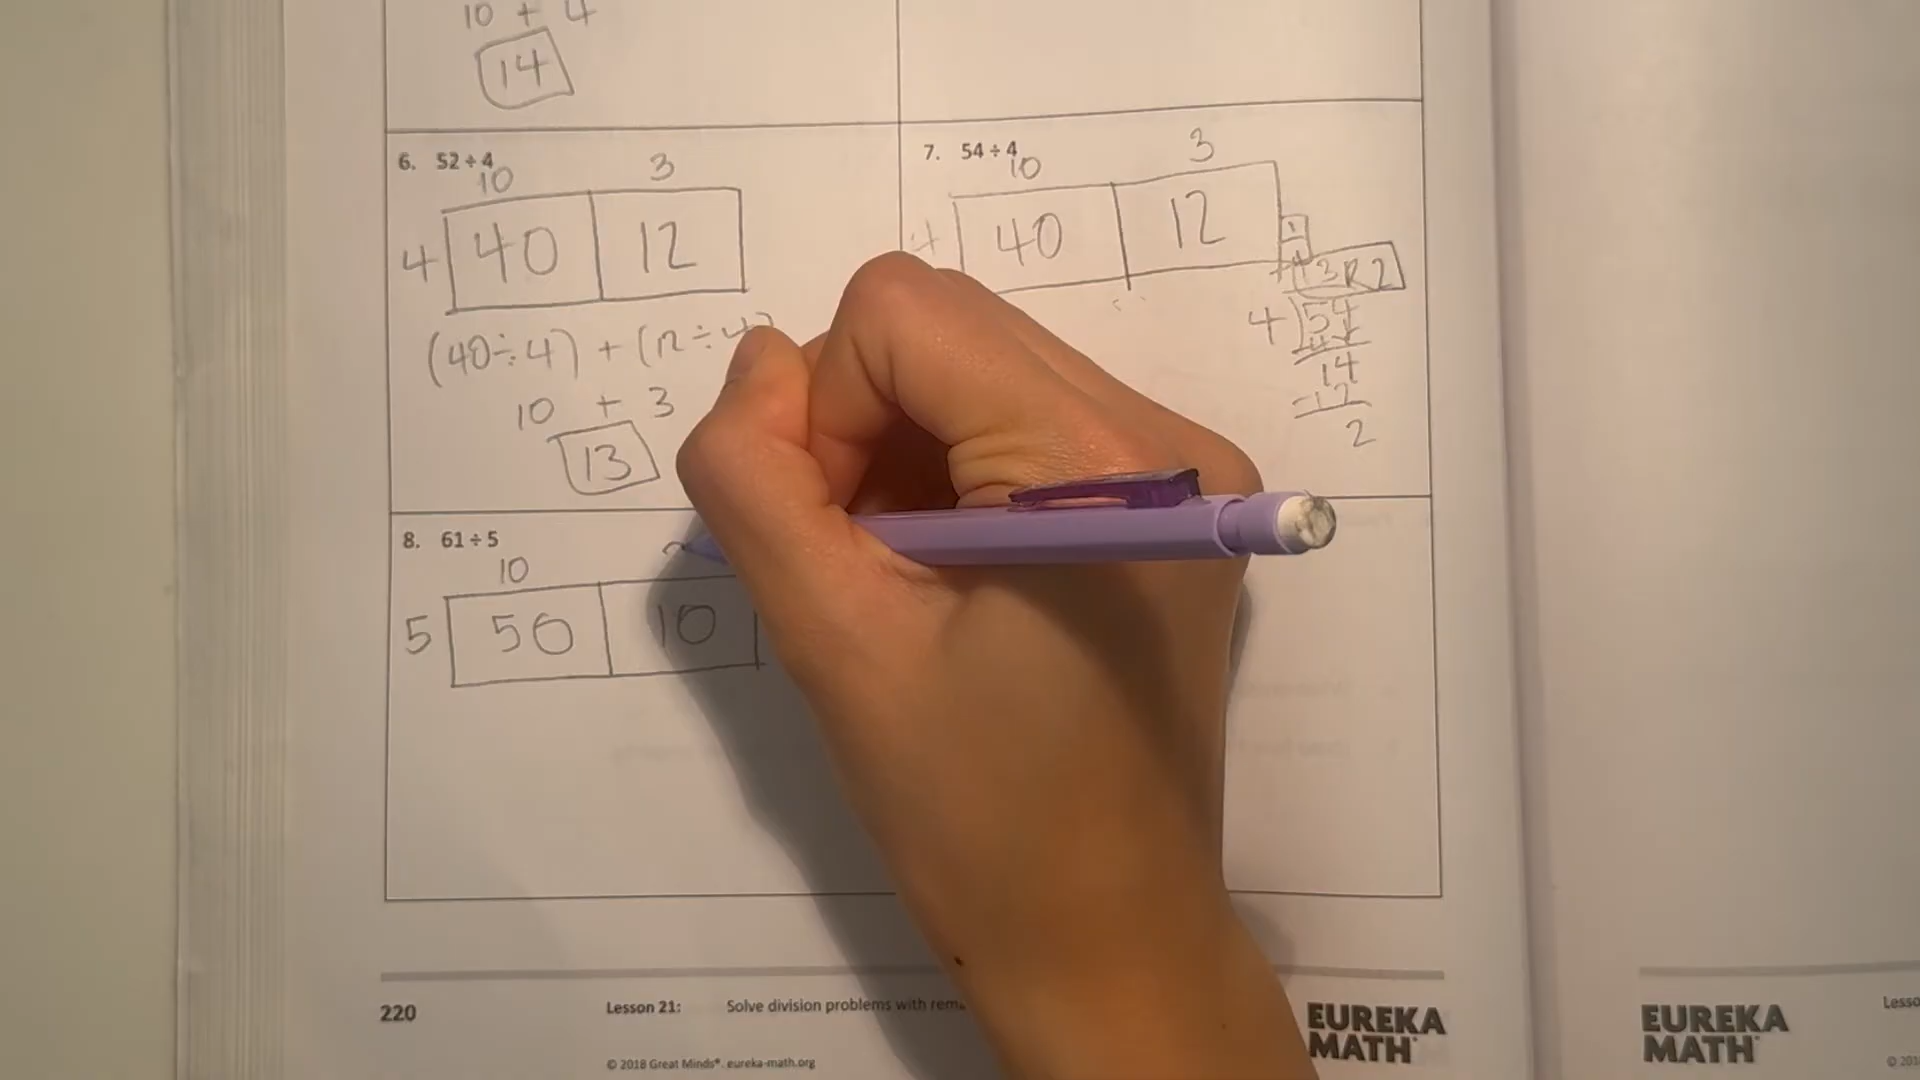 10 + 4
14
6. 52 ÷ 4
10 3
4 40 12
(40 ÷ 4) + (12 ÷ 4)
10 + 3
13
7. 54 ÷ 4
10 3
4 40 12
13 R2
4 54
14
-12
2
8. 61 ÷ 5
10
5 50 10
220 Lesson 21: Solve division problems with
© 2018 Great Minds®. eureka-math.org
EUREKA
MATH
EUREKA
MATH